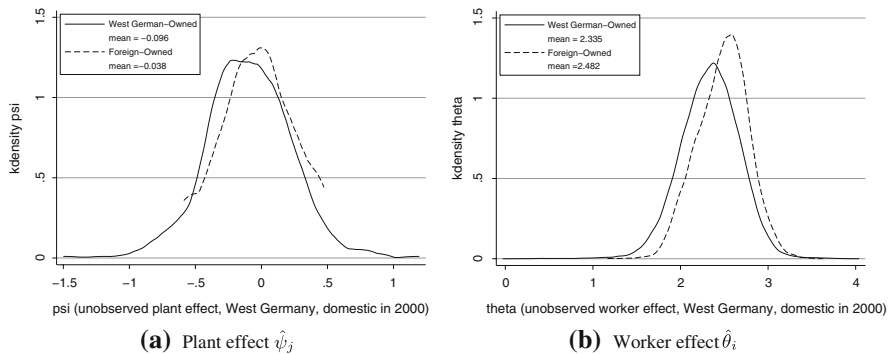 1.5
1
.5
0
kdensity psi
West German-Owned
mean = -0.096
Foreign-Owned
mean =-0.038
-1.5
-1
-.5
0
.5
1
psi (unobserved plant effect, West Germany, domestic in 2000)
(a) Plant effect ψ̂j
1.5
1
.5
0
kdensity theta
West German-Owned
mean = 2.335
Foreign-Owned
mean =2.482
0
1
2
3
4
theta (unobserved worker effect, West Germany, domestic in 2000)
(b) Worker effect θ̂i